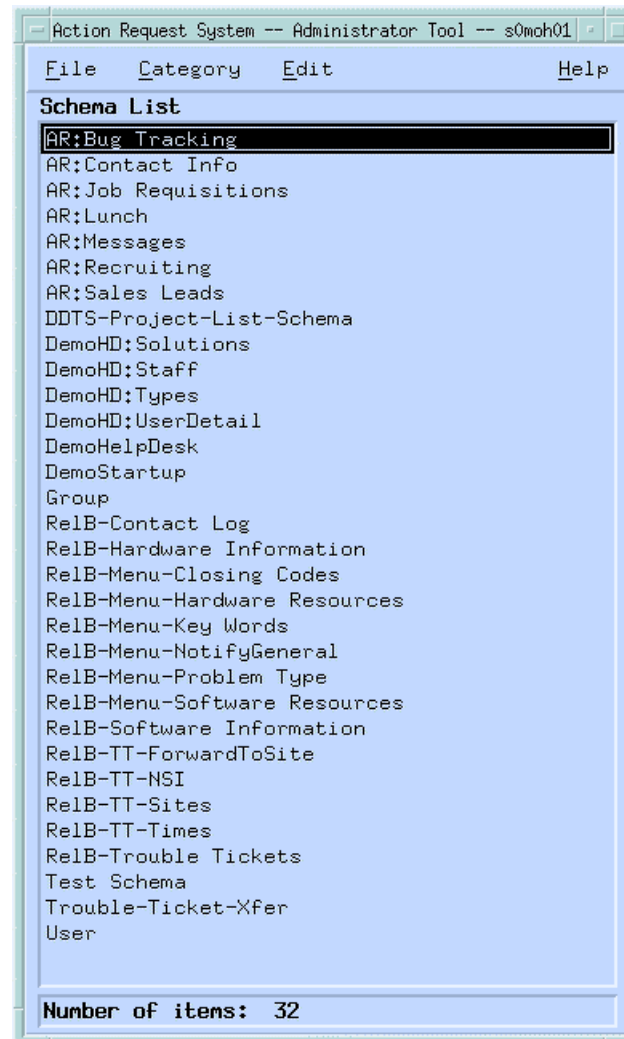 Action Request System -- Administrator Tool -- s0moh01
File Category Edit Help
Schema List
AR:Bug Tracking
AR:Contact Info
AR:Job Requisitions
AR:Lunch
AR:Messages
AR:Recruiting
AR:Sales Leads
DDTS-Project-List-Schema
DemoHD:Solutions
DemoHD:Staff
DemoHD:Types
DemoHD:UserDetail
DemoHelpDesk
DemoStartup
Group
RelB-Contact Log
RelB-Hardware Information
RelB-Menu-Closing Codes
RelB-Menu-Hardware Resources
RelB-Menu-Key Words
RelB-Menu-NotifyGeneral
RelB-Menu-Problem Type
RelB-Menu-Software Resources
RelB-Software Information
RelB-TT-ForwardToSite
RelB-TT-NSI
RelB-TT-Sites
RelB-TT-Times
RelB-Trouble Tickets
Test Schema
Trouble-Ticket-Xfer
User
Number of items: 32